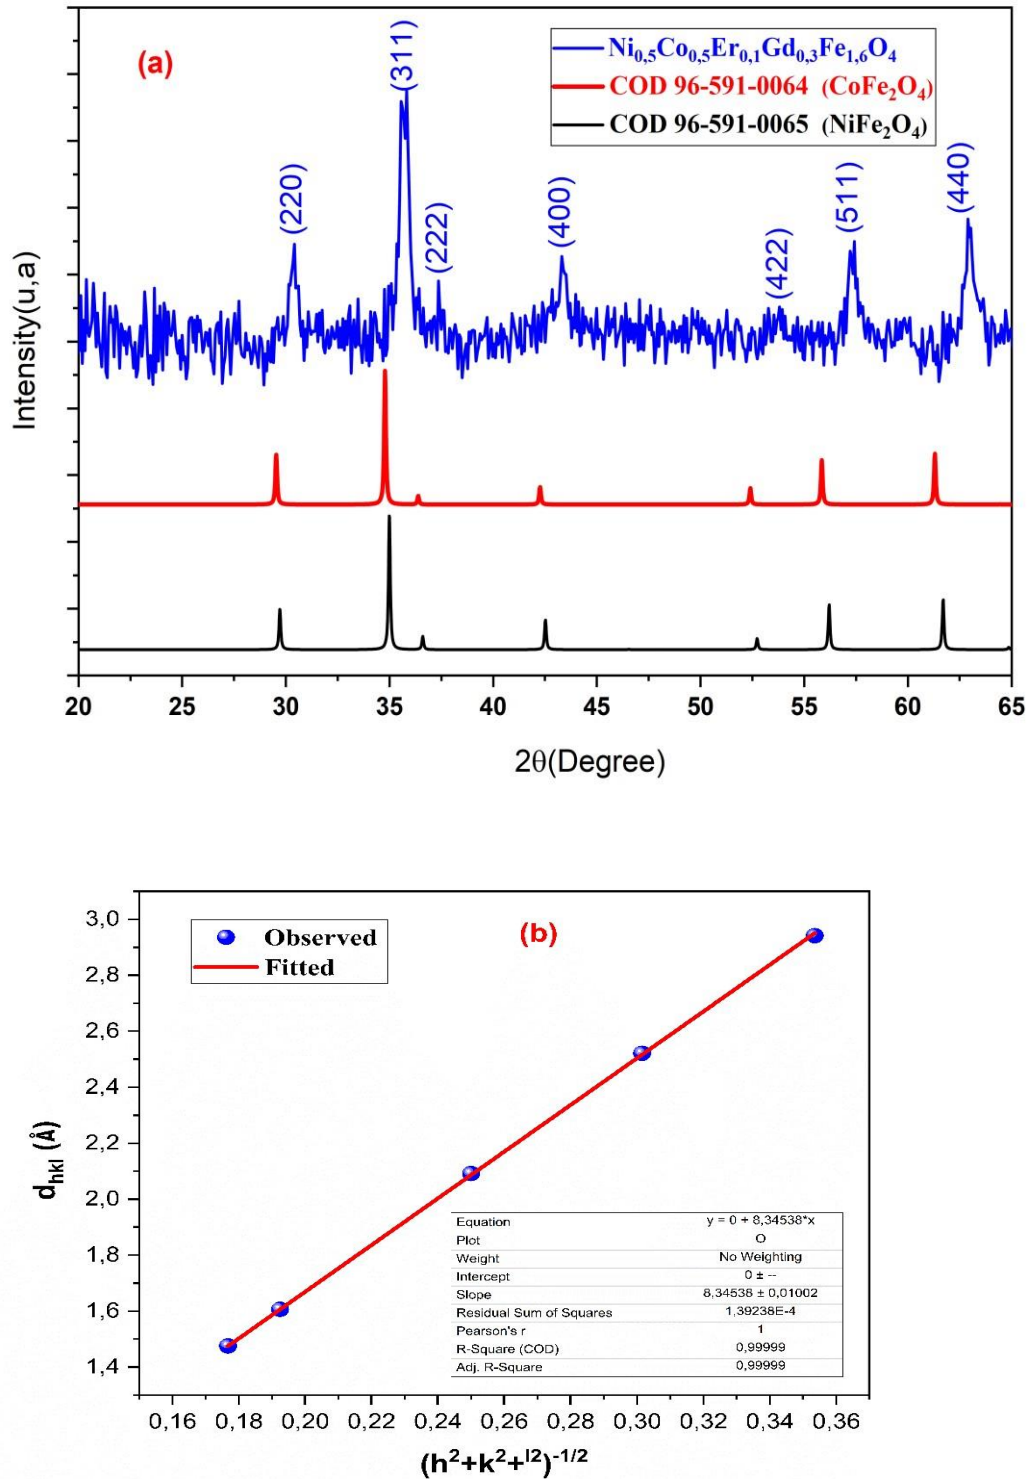 (a)
Ni0,5Co0,5Er0,1Gd0,3Fe1,6O4
COD 96-591-0064 (CoFe2O4)
COD 96-591-0065 (NiFe2O4)
(220)
(311)
(222)
(400)
(422)
(511)
(440)
Intensity(u,a)
20 25 30 35 40 45 50 55 60 65
2θ(Degree)
(b)
Observed
Fitted
3,0
2,8
2,6
2,4
2,2
2,0
1,8
1,6
1,4
dhkl (Å)
Equation y = 0 + 8,34538*x
Plot O
Weight No Weighting
Intercept 0 ± --
Slope 8,34538 ± 0,01002
Residual Sum of Squares 1,39238E-4
Pearson's r 1
R-Square (COD) 0,99999
Adj. R-Square 0,99999
0,16 0,18 0,20 0,22 0,24 0,26 0,28 0,30 0,32 0,34 0,36
(h²+k²+l²)⁻¹/²